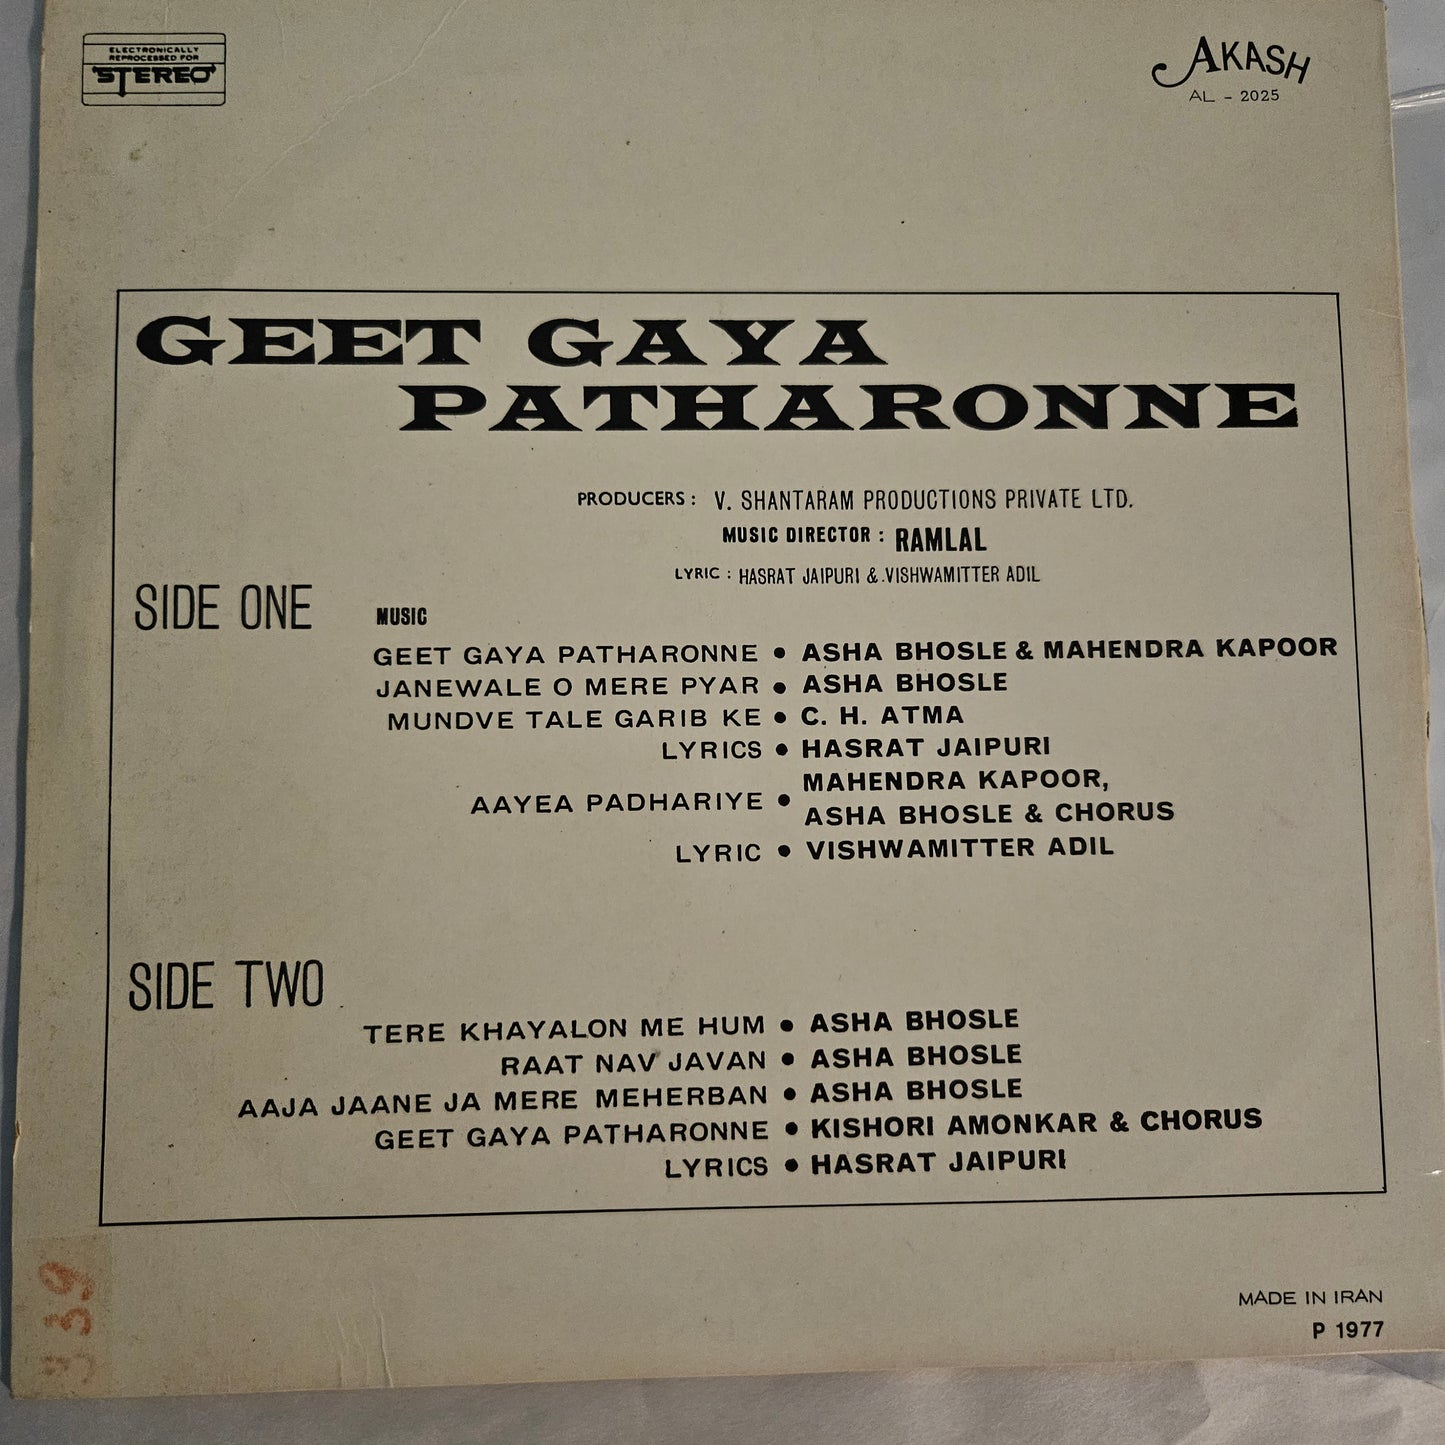 ELECTRONICALLY
REPROCESSED FOR
STEREO
AKASH
AL - 2025
GEET GAYA
PATHARONNE
PRODUCERS : V. SHANTARAM PRODUCTIONS PRIVATE LTD.
MUSIC DIRECTOR : RAMLAL
LYRIC : HASRAT JAIPURI & .VISHWAMITTER ADIL
SIDE ONE
MUSIC
GEET GAYA PATHARONNE • ASHA BHOSLE & MAHENDRA KAPOOR
JANEWALE O MERE PYAR • ASHA BHOSLE
MUNDVE TALE GARIB KE • C. H. ATMA
LYRICS • HASRAT JAIPURI
AAYEA PADHARIYE • MAHENDRA KAPOOR,
ASHA BHOSLE & CHORUS
LYRIC • VISHWAMITTER ADIL
SIDE TWO
TERE KHAYALON ME HUM • ASHA BHOSLE
RAAT NAV JAVAN • ASHA BHOSLE
AAJA JAANE JA MERE MEHERBAN • ASHA BHOSLE
GEET GAYA PATHARONNE • KISHORI AMONKAR & CHORUS
LYRICS • HASRAT JAIPURI
339
MADE IN IRAN
P 1977